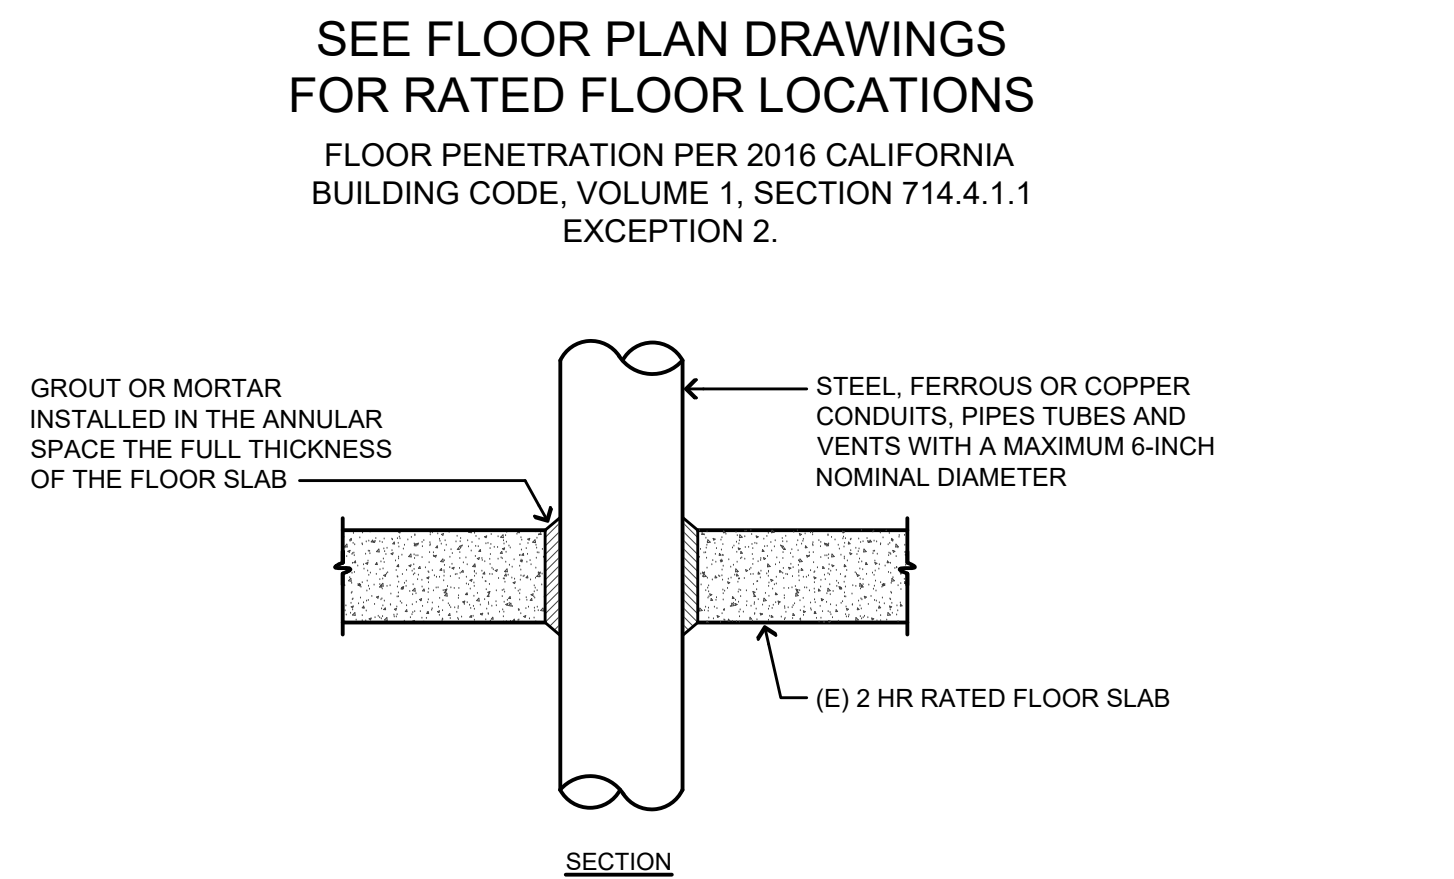 SEE FLOOR PLAN DRAWINGS
FOR RATED FLOOR LOCATIONS
FLOOR PENETRATION PER 2016 CALIFORNIA
BUILDING CODE, VOLUME 1, SECTION 714.4.1.1
EXCEPTION 2.
GROUT OR MORTAR
INSTALLED IN THE ANNULAR
SPACE THE FULL THICKNESS
OF THE FLOOR SLAB
STEEL, FERROUS OR COPPER
CONDUITS, PIPES TUBES AND
VENTS WITH A MAXIMUM 6-INCH
NOMINAL DIAMETER
(E) 2 HR RATED FLOOR SLAB
SECTION